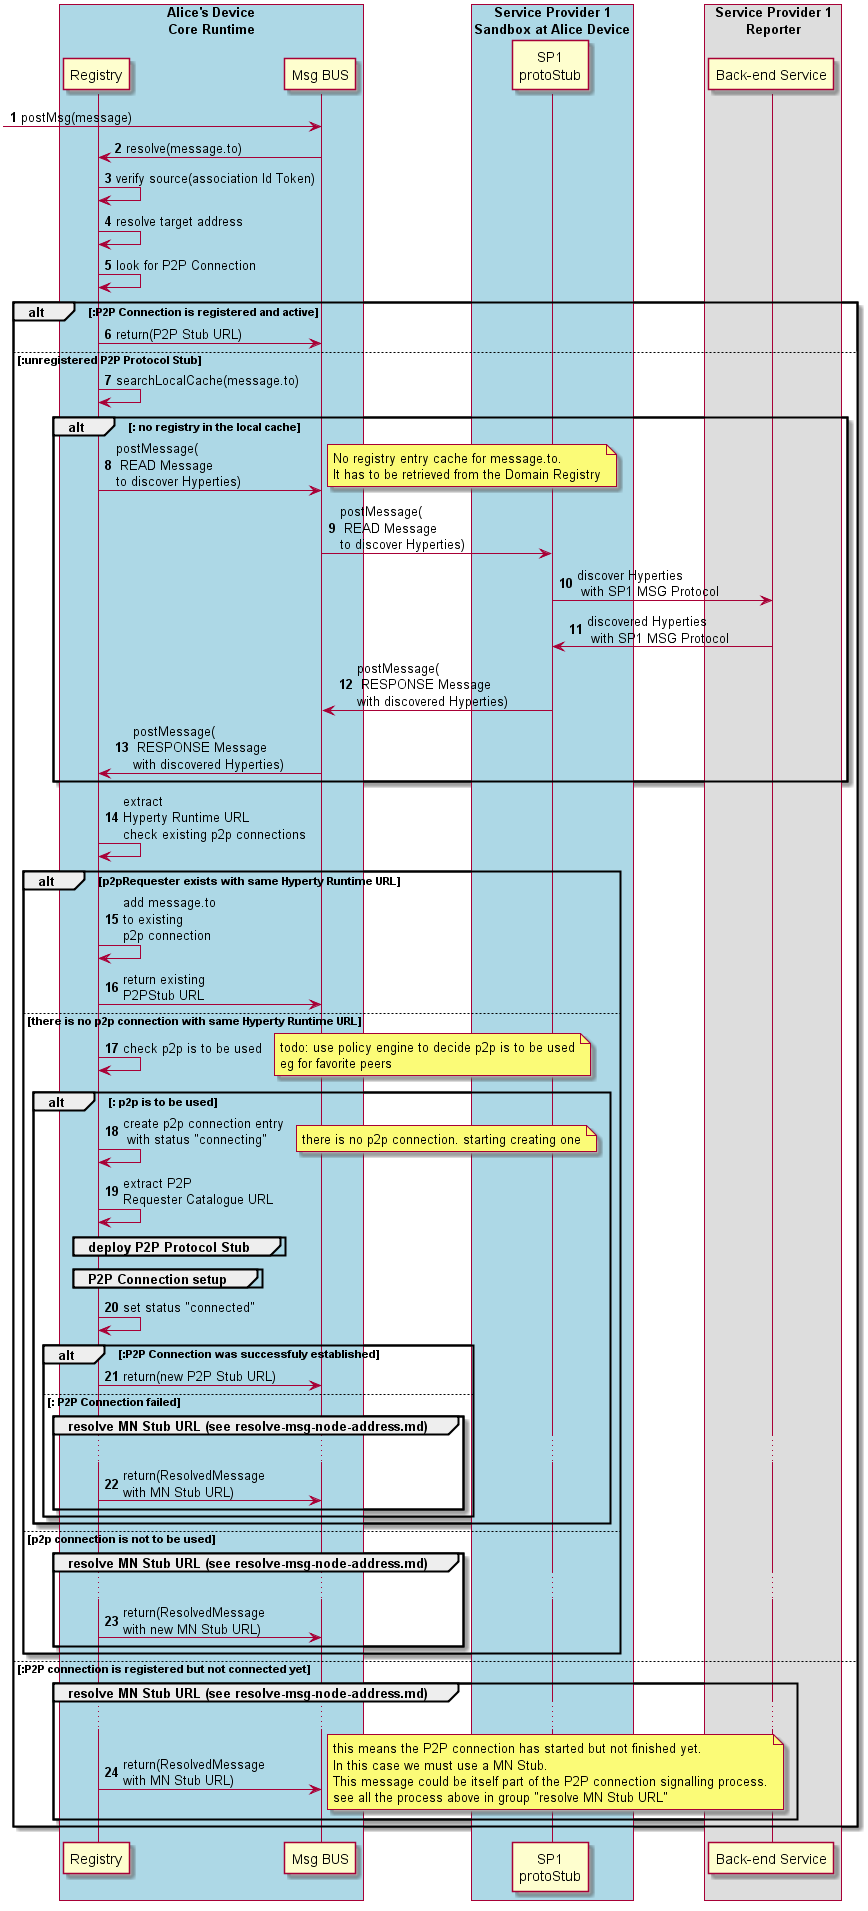 Alice's Device
Core Runtime
Service Provider 1
Sandbox at Alice Device
Service Provider 1
Reporter
Registry
Msg BUS
SP1
protoStub
Back-end Service
1 postMsg(message)
2 resolve(message.to)
3 verify source(association Id Token)
4 resolve target address
5 look for P2P Connection
alt [:P2P Connection is registered and active]
6 return(P2P Stub URL)
[:unregistered P2P Protocol Stub]
7 searchLocalCache(message.to)
alt [: no registry in the local cache]
postMessage(
8 READ Message
to discover Hyperties)
No registry entry cache for message.to.
It has to be retrieved from the Domain Registry
postMessage(
9 READ Message
to discover Hyperties)
10 discover Hyperties
with SP1 MSG Protocol
11 discovered Hyperties
with SP1 MSG Protocol
postMessage(
12 RESPONSE Message
with discovered Hyperties)
postMessage(
13 RESPONSE Message
with discovered Hyperties)
extract
14 Hyperty Runtime URL
check existing p2p connections
alt [p2pRequester exists with same Hyperty Runtime URL]
add message.to
15 to existing
p2p connection
16 return existing
P2PStub URL
[there is no p2p connection with same Hyperty Runtime URL]
17 check p2p is to be used
todo: use policy engine to decide p2p is to be used
eg for favorite peers
alt [: p2p is to be used]
18 create p2p connection entry
with status "connecting"
there is no p2p connection. starting creating one
19 extract P2P
Requester Catalogue URL
deploy P2P Protocol Stub
P2P Connection setup
20 set status "connected"
alt [:P2P Connection was successfuly established]
21 return(new P2P Stub URL)
[: P2P Connection failed]
resolve MN Stub URL (see resolve-msg-node-address.md)
22 return(ResolvedMessage
with MN Stub URL)
[p2p connection is not to be used]
resolve MN Stub URL (see resolve-msg-node-address.md)
23 return(ResolvedMessage
with new MN Stub URL)
[:P2P connection is registered but not connected yet]
resolve MN Stub URL (see resolve-msg-node-address.md)
24 return(ResolvedMessage
with MN Stub URL)
this means the P2P connection has started but not finished yet.
In this case we must use a MN Stub.
This message could be itself part of the P2P connection signalling process.
see all the process above in group "resolve MN Stub URL"
Registry
Msg BUS
SP1
protoStub
Back-end Service